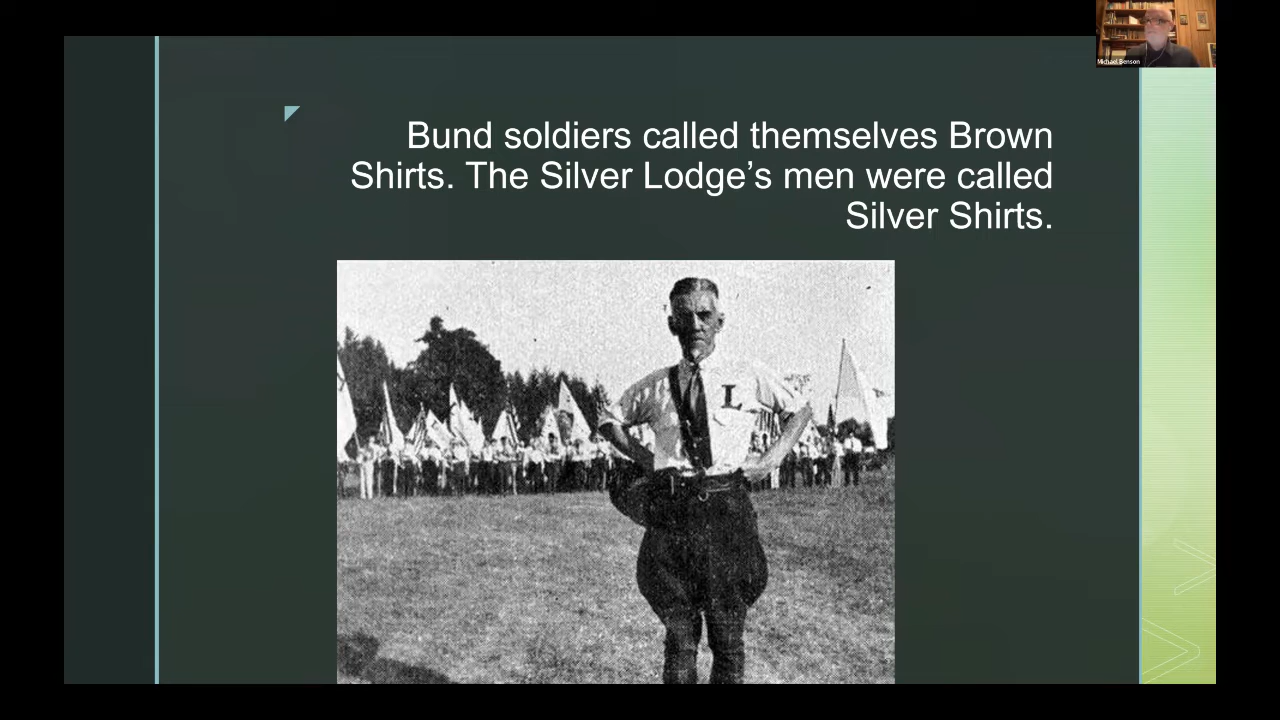 Michael Benson
Bund soldiers called themselves Brown
Shirts. The Silver Lodge’s men were called
Silver Shirts.
L